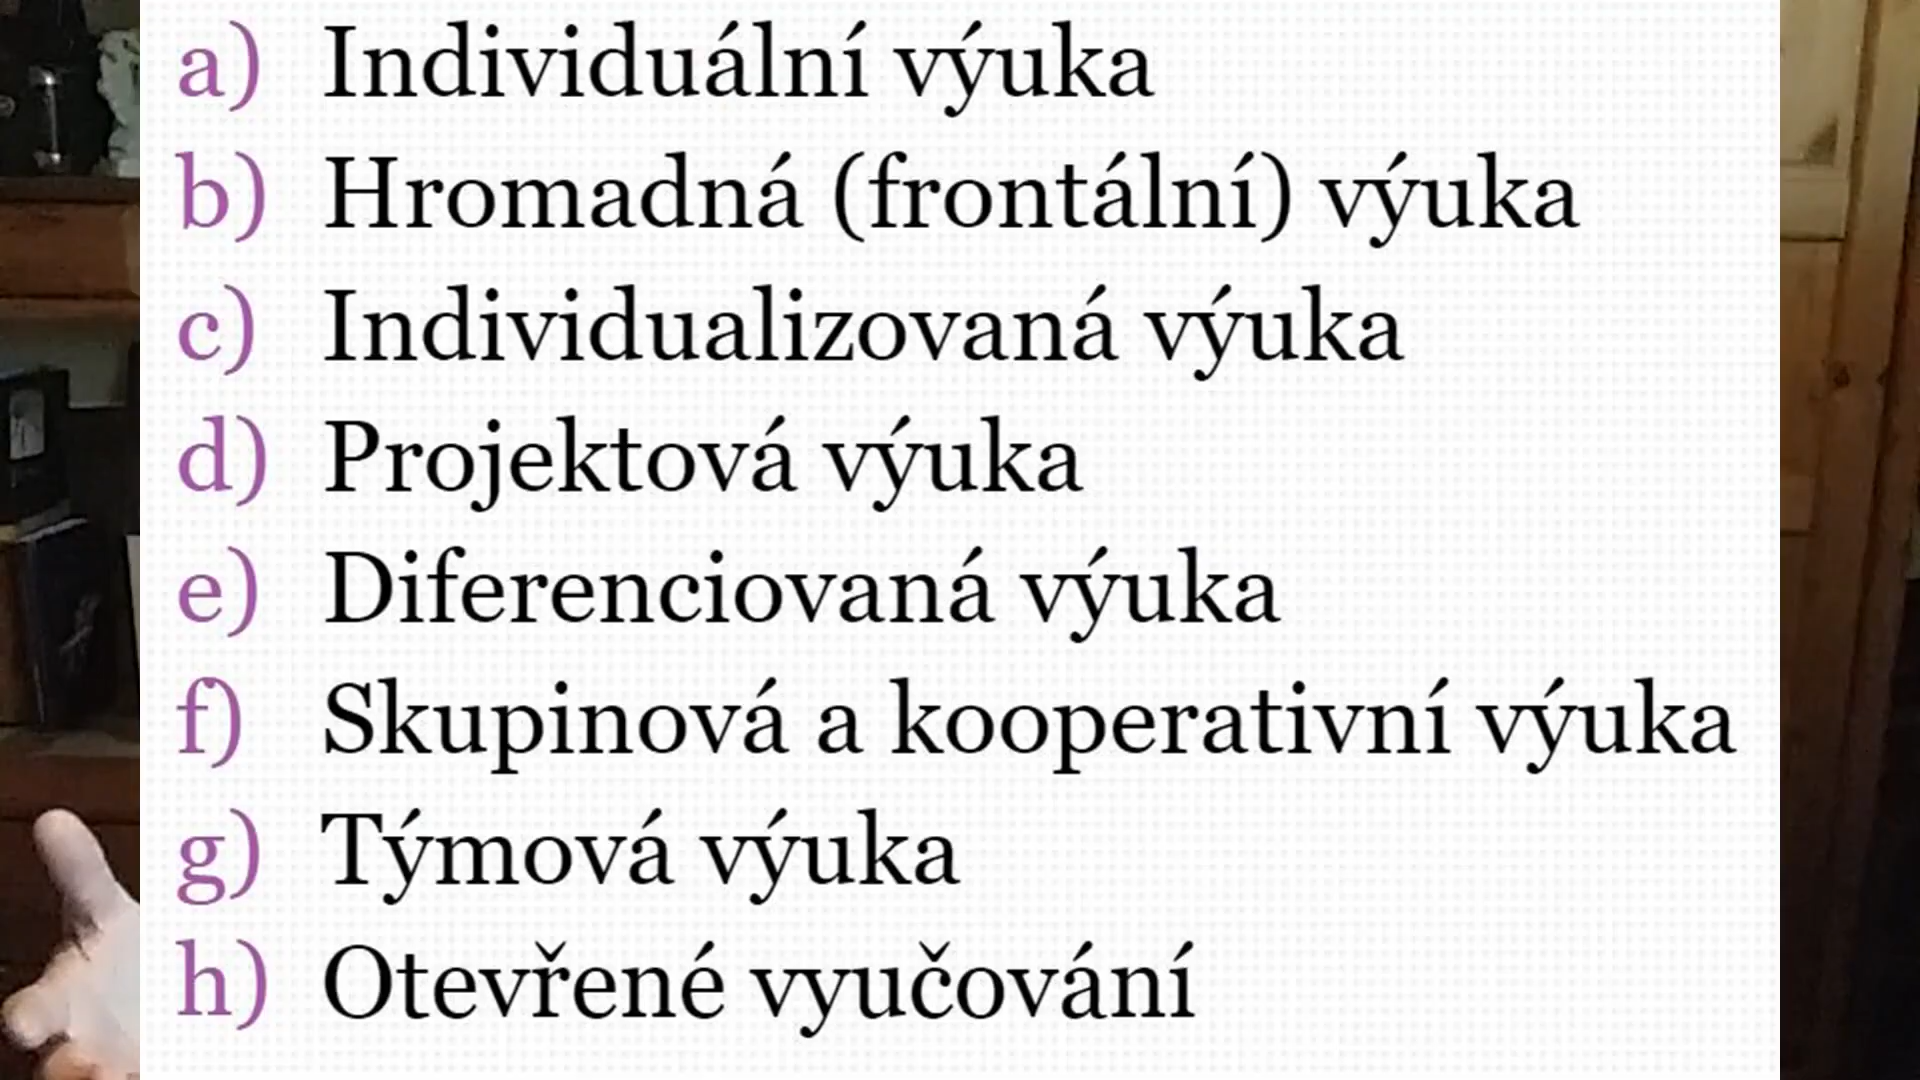 a) Individuální výuka
b) Hromadná (frontální) výuka
c) Individualizovaná výuka
d) Projektová výuka
e) Diferenciovaná výuka
f) Skupinová a kooperativní výuka
g) Týmová výuka
h) Otevřené vyučování